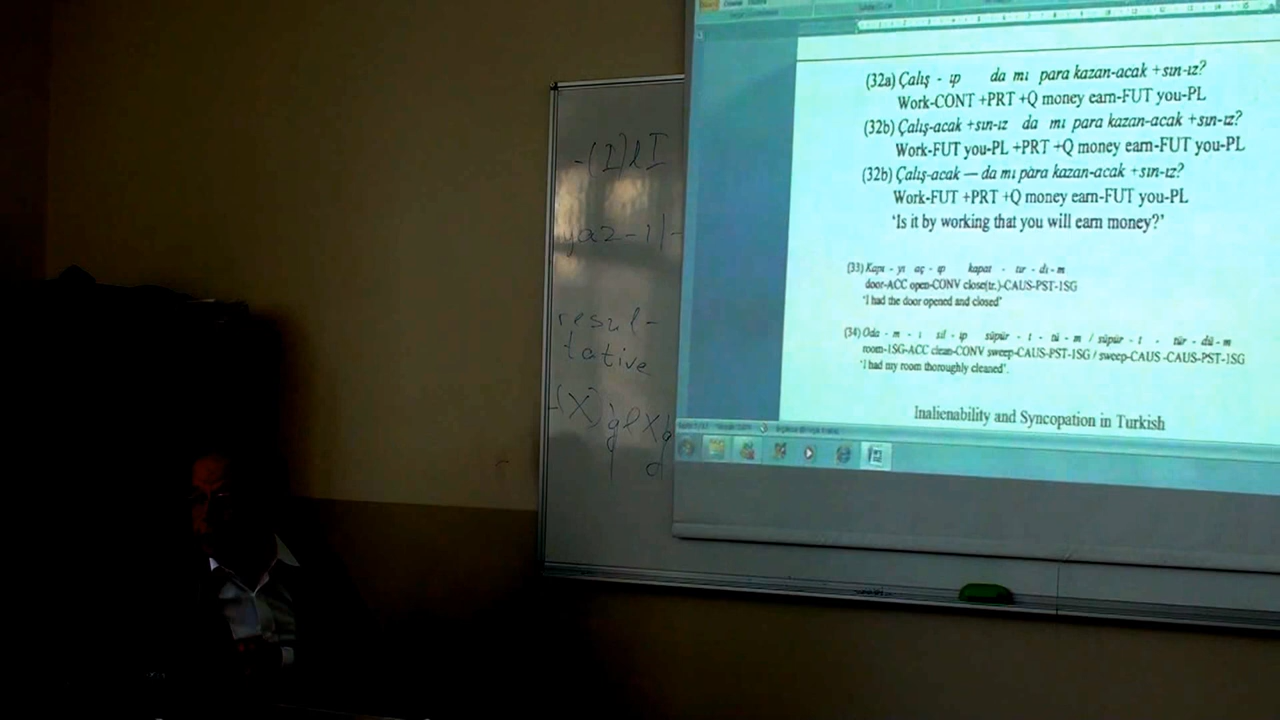 -(I)lI
yaz-ıl-
resul-
tative
(32a) Çalış - ıp da mı para kazan-acak +sın-ız?
Work-CONT +PRT +Q money earn-FUT you-PL
(32b) Çalış-acak +sın-ız da mı para kazan-acak +sın-ız?
Work-FUT you-PL +PRT +Q money earn-FUT you-PL
(32b) Çalış-acak — da mı para kazan-acak +sın-ız?
Work-FUT +PRT +Q money earn-FUT you-PL
‘Is it by working that you will earn money?’
(33) Kapı - yı aç - ıp kapat - tır - dı - m
door-ACC open-CONV close(tr.)-CAUS-PST-1SG
‘I had the door opened and closed’
(34) Oda - m - ı sil - ip süpür - t - tü - m / süpür - t - tür - dü - m
room-1SG-ACC clean-CONV sweep-CAUS-PST-1SG / sweep-CAUS -CAUS-PST-1SG
‘I had my room thoroughly cleaned’.
Inalienability and Syncopation in Turkish